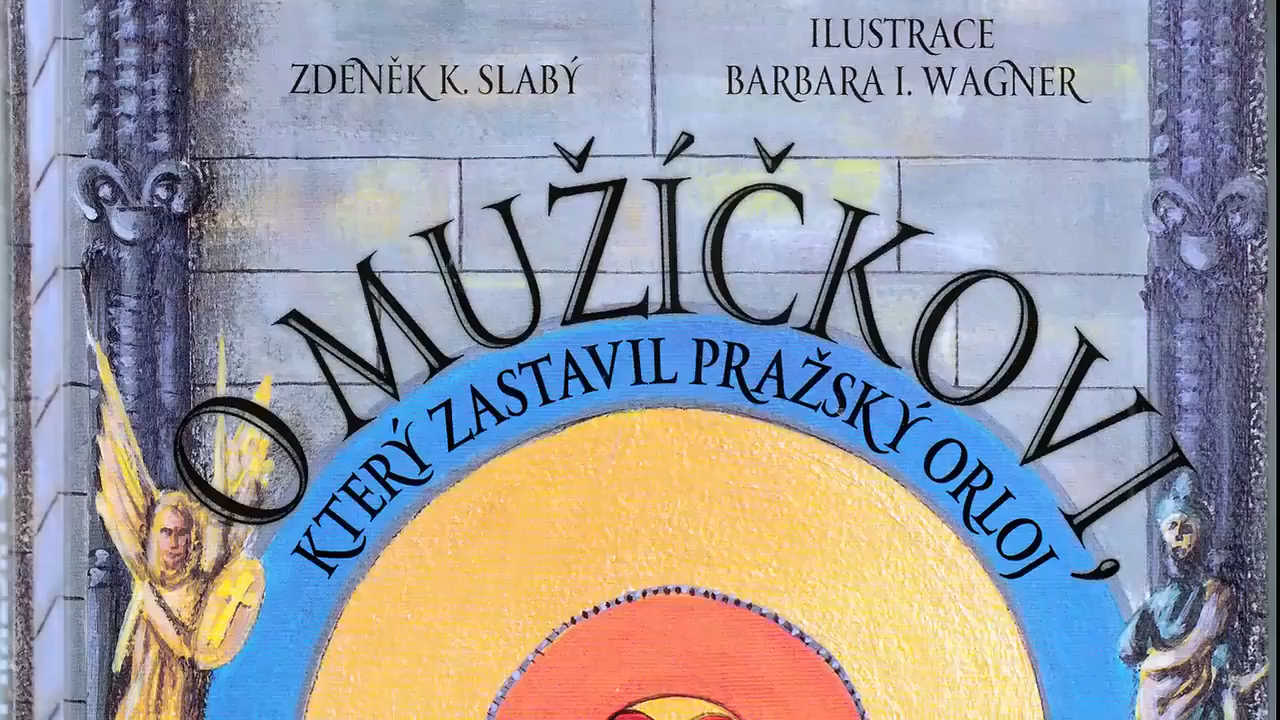 ZDENĚK K. SLABÝ
ILUSTRACE
BARBARA I. WAGNER
O MUŽÍČKOVI,
KTERÝ ZASTAVIL PRAŽSKÝ ORLOJ